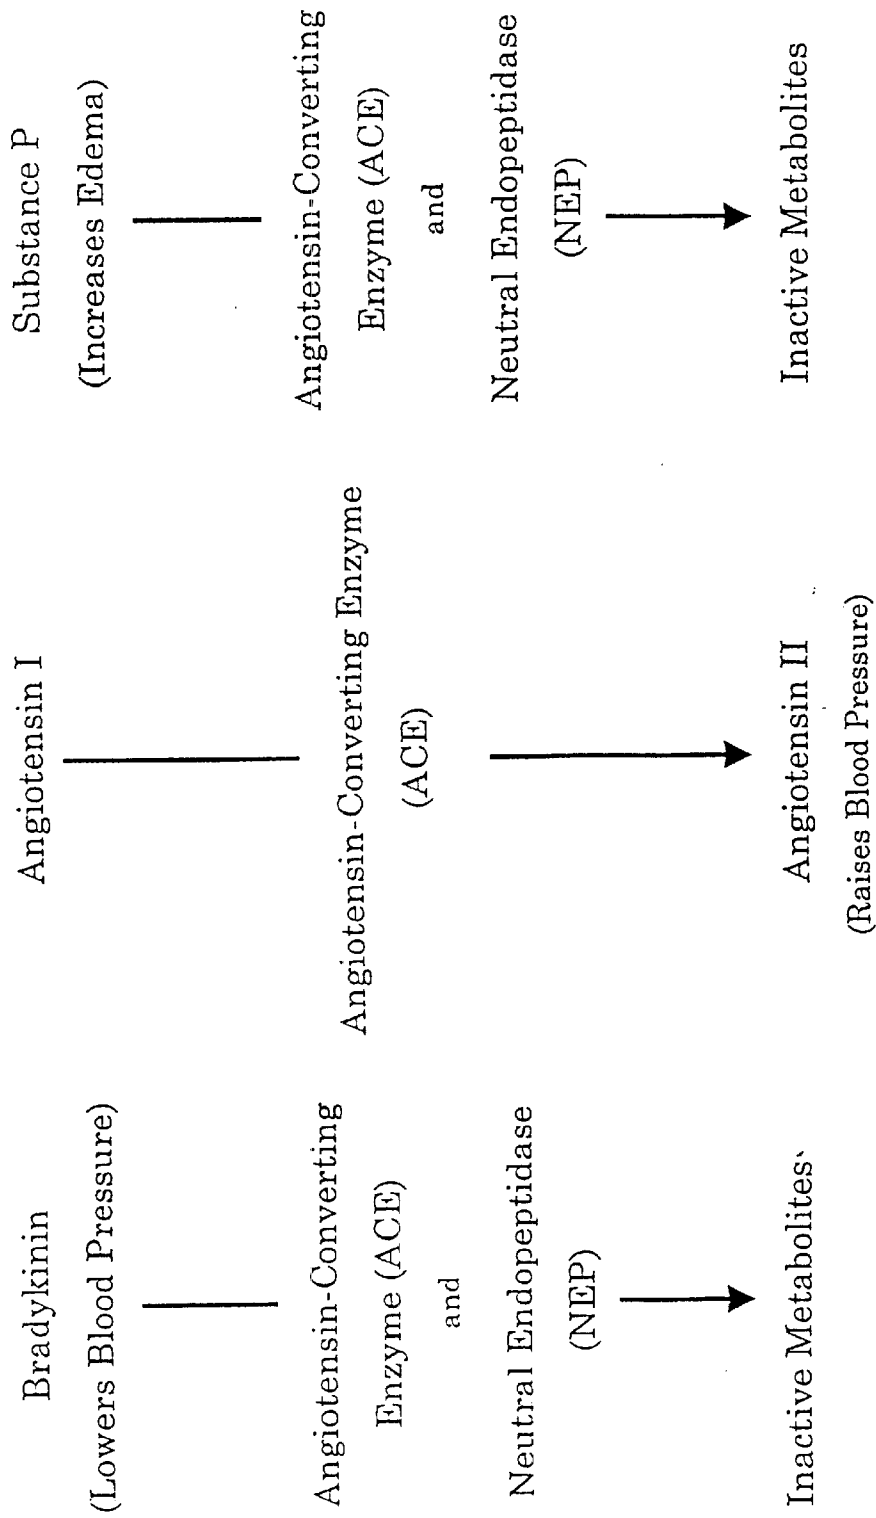 Bradykinin
(Lowers Blood Pressure)
Angiotensin-Converting
Enzyme (ACE)
and
Neutral Endopeptidase
(NEP)
Inactive Metabolites
Angiotensin I
Angiotensin-Converting Enzyme
(ACE)
Angiotensin II
(Raises Blood Pressure)
Substance P
(Increases Edema)
Angiotensin-Converting
Enzyme (ACE)
and
Neutral Endopeptidase
(NEP)
Inactive Metabolites